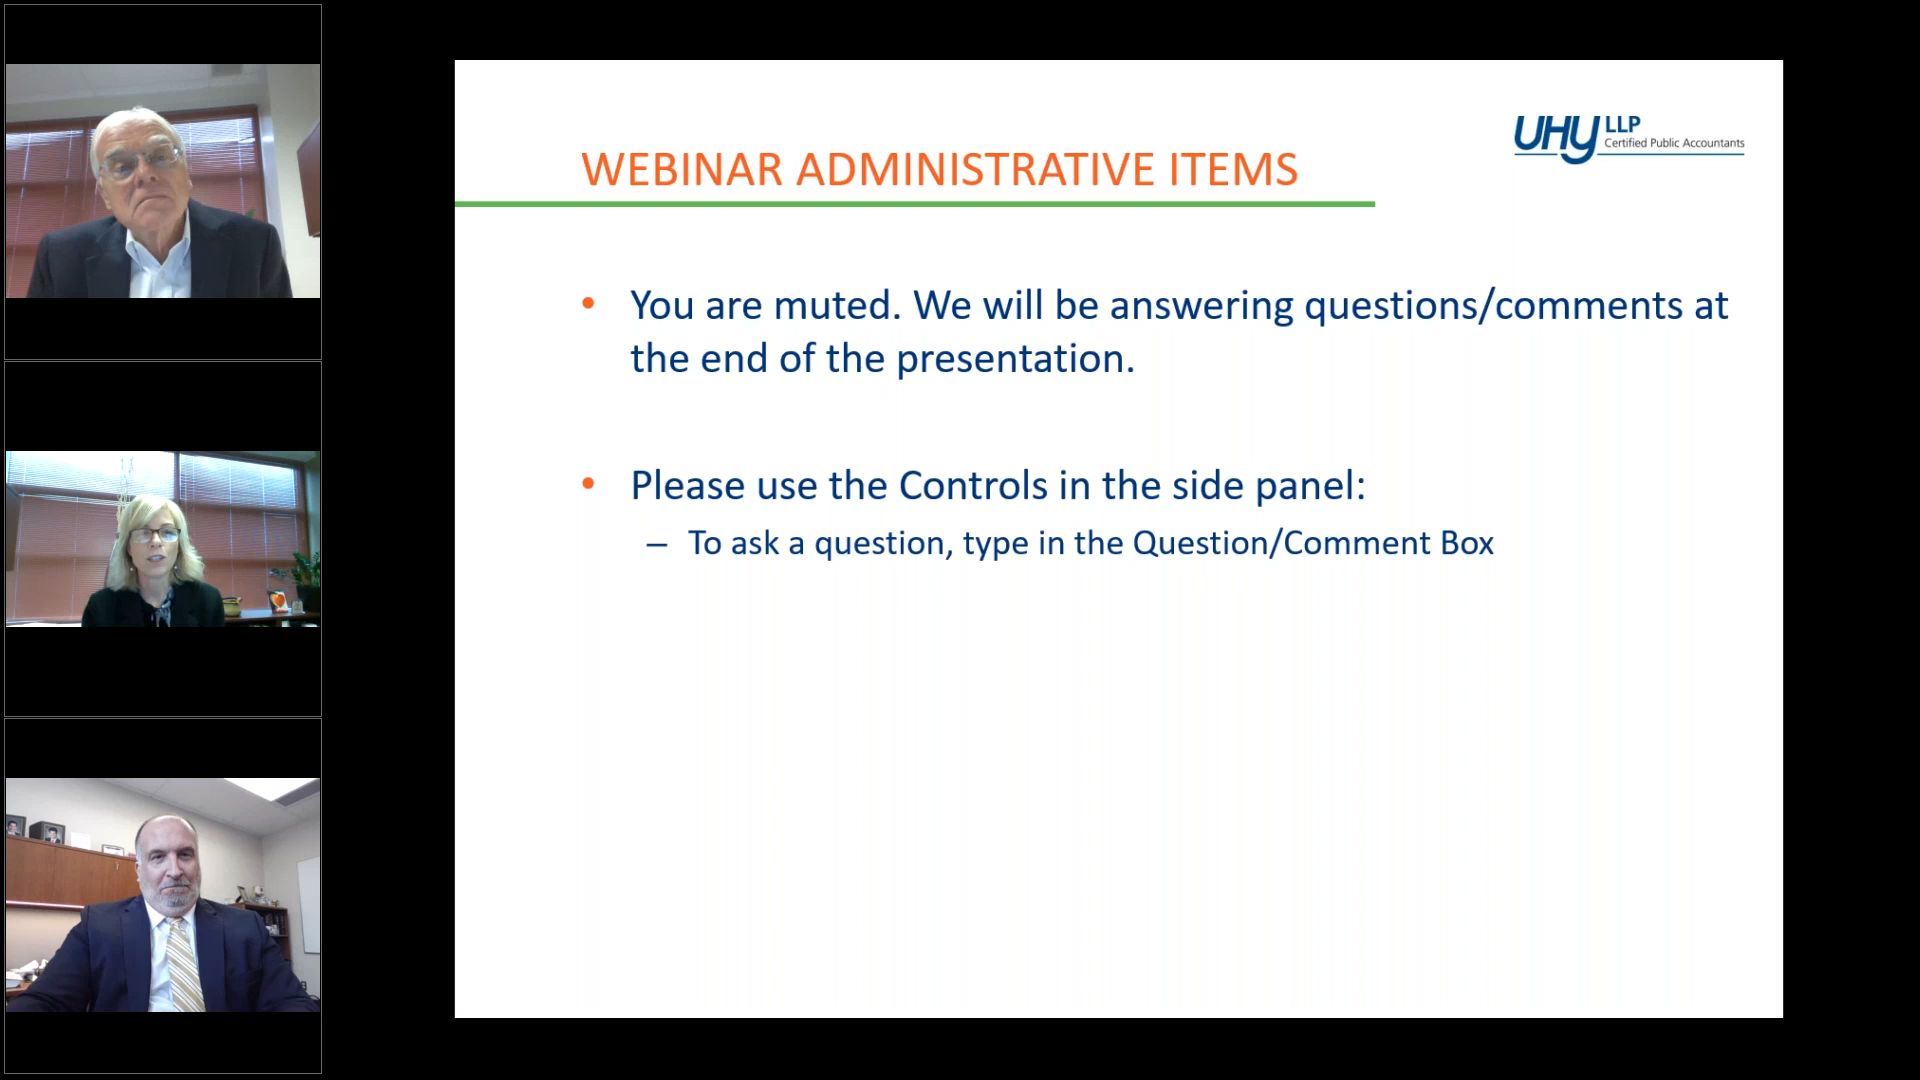 UHY LLP
Certified Public Accountants
WEBINAR ADMINISTRATIVE ITEMS
• You are muted. We will be answering questions/comments at
the end of the presentation.
• Please use the Controls in the side panel:
– To ask a question, type in the Question/Comment Box